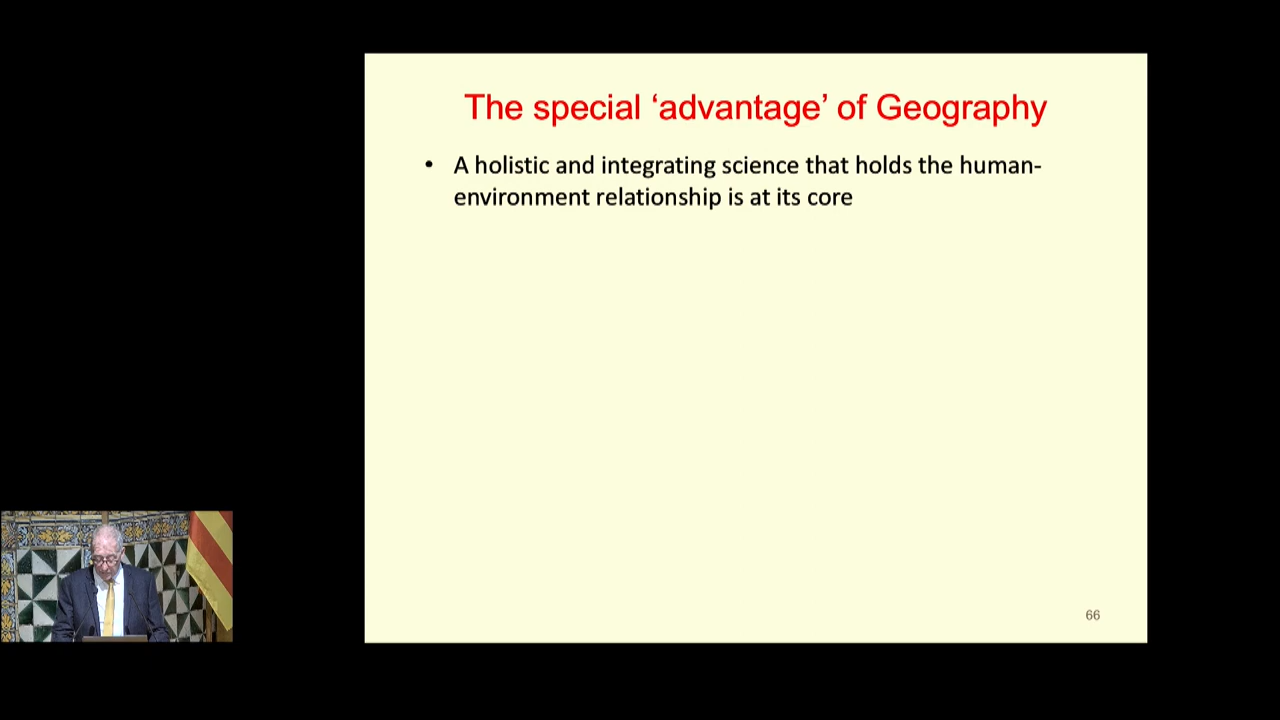 The special ‘advantage’ of Geography
• A holistic and integrating science that holds the human-
environment relationship is at its core
66